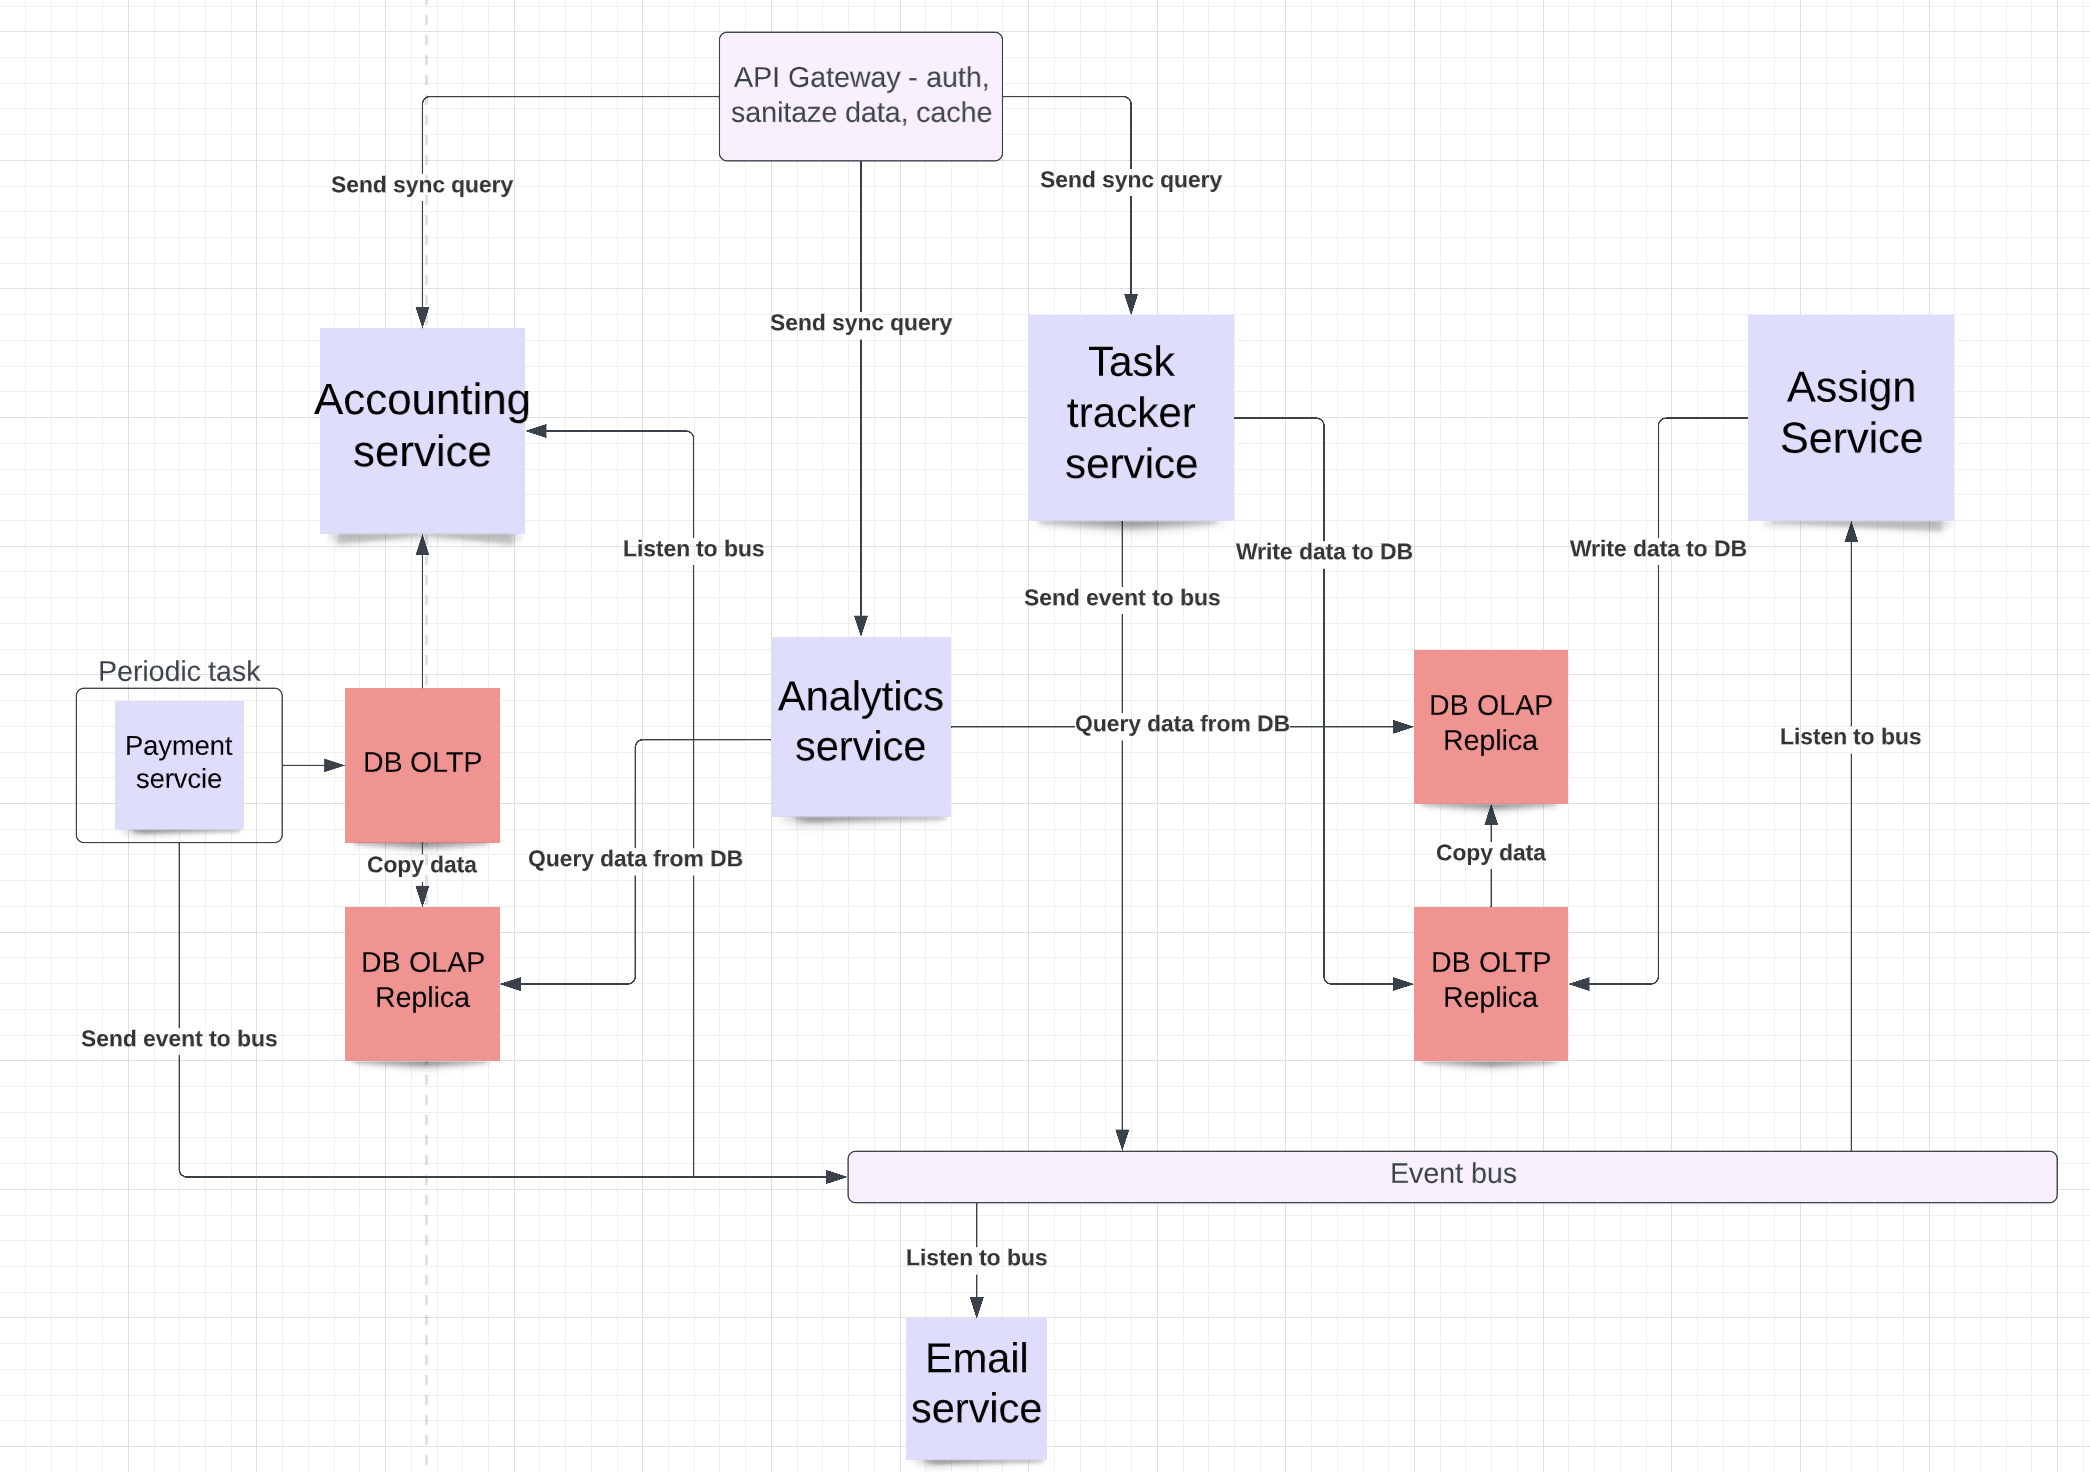 API Gateway - auth,
sanitaze data, cache
Send sync query
Send sync query
Send sync query
Accounting
service
Task
tracker
service
Assign
Service
Listen to bus
Write data to DB
Write data to DB
Send event to bus
Periodic task
Payment
servcie
DB OLTP
Analytics
service
Query data from DB
DB OLAP
Replica
Listen to bus
Copy data
Query data from DB
Copy data
DB OLAP
Replica
DB OLTP
Replica
Send event to bus
Event bus
Listen to bus
Email
service